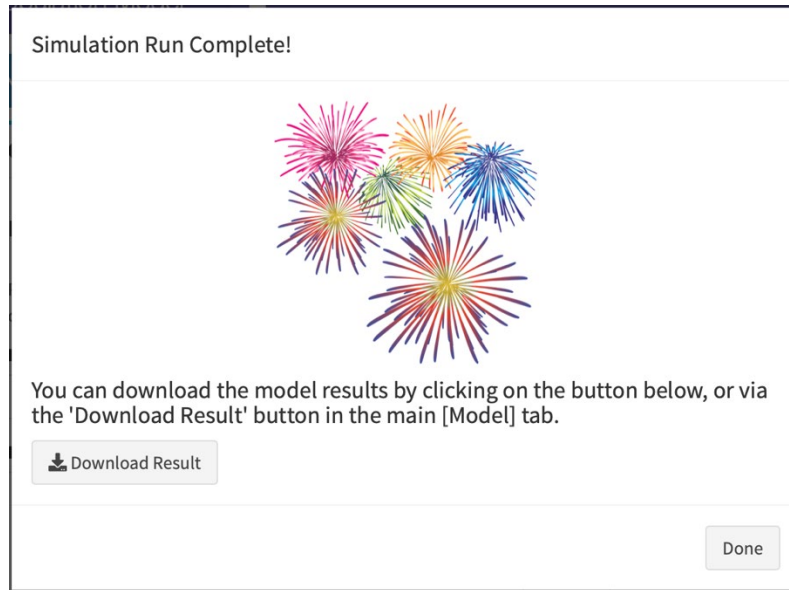 Simulation Run Complete!
You can download the model results by clicking on the button below, or via
the 'Download Result' button in the main [Model] tab.
Download Result
Done